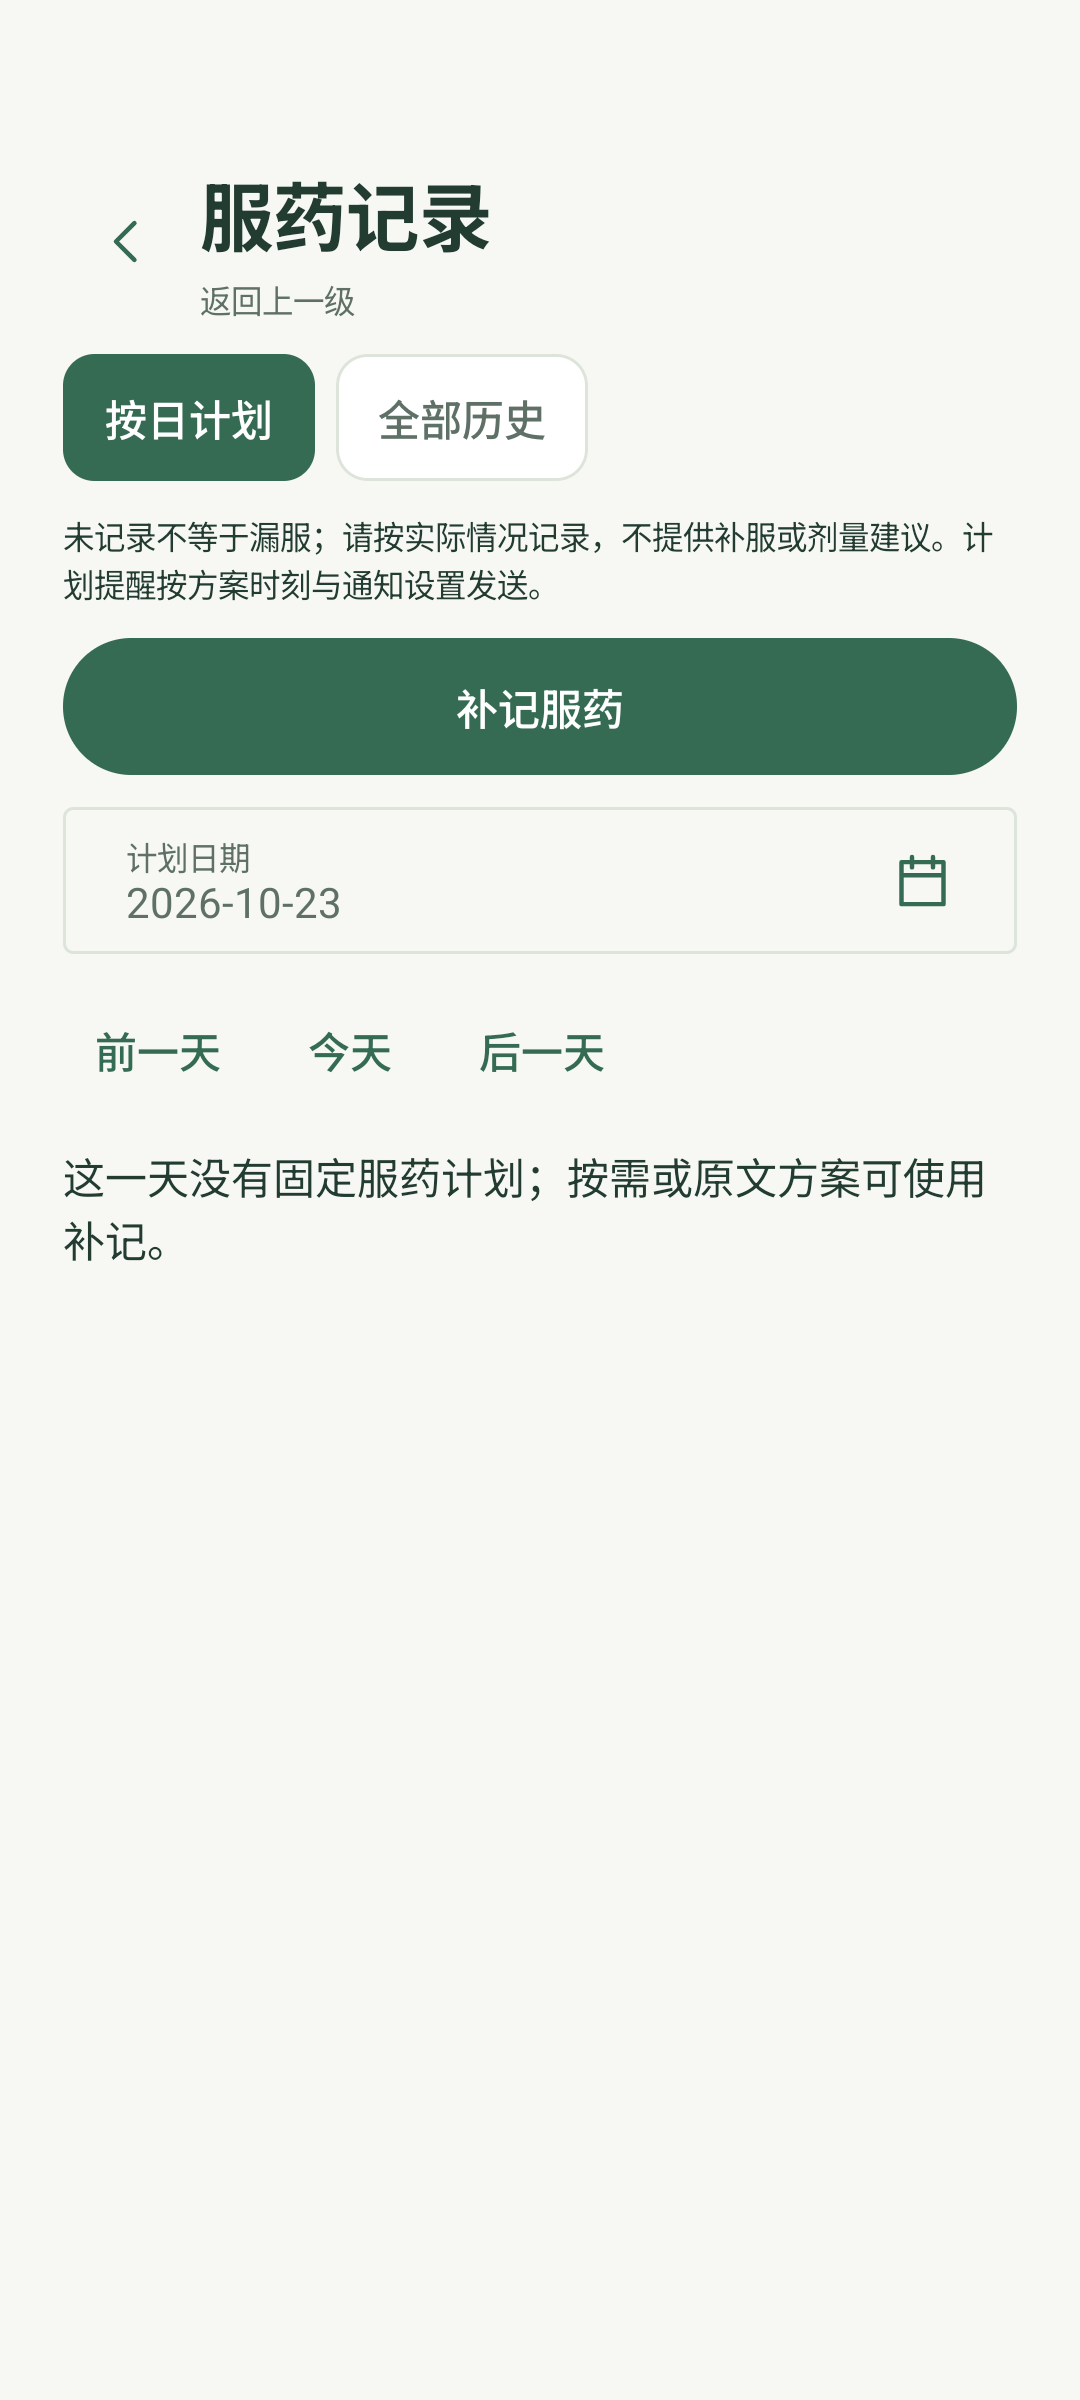 服药记录
返回上一级
按日计划
全部历史
未记录不等于漏服；请按实际情况记录，不提供补服或剂量建议。计
划提醒按方案时刻与通知设置发送。
补记服药
计划日期
2026-10-23
前一天
今天
后一天
这一天没有固定服药计划；按需或原文方案可使用
补记。